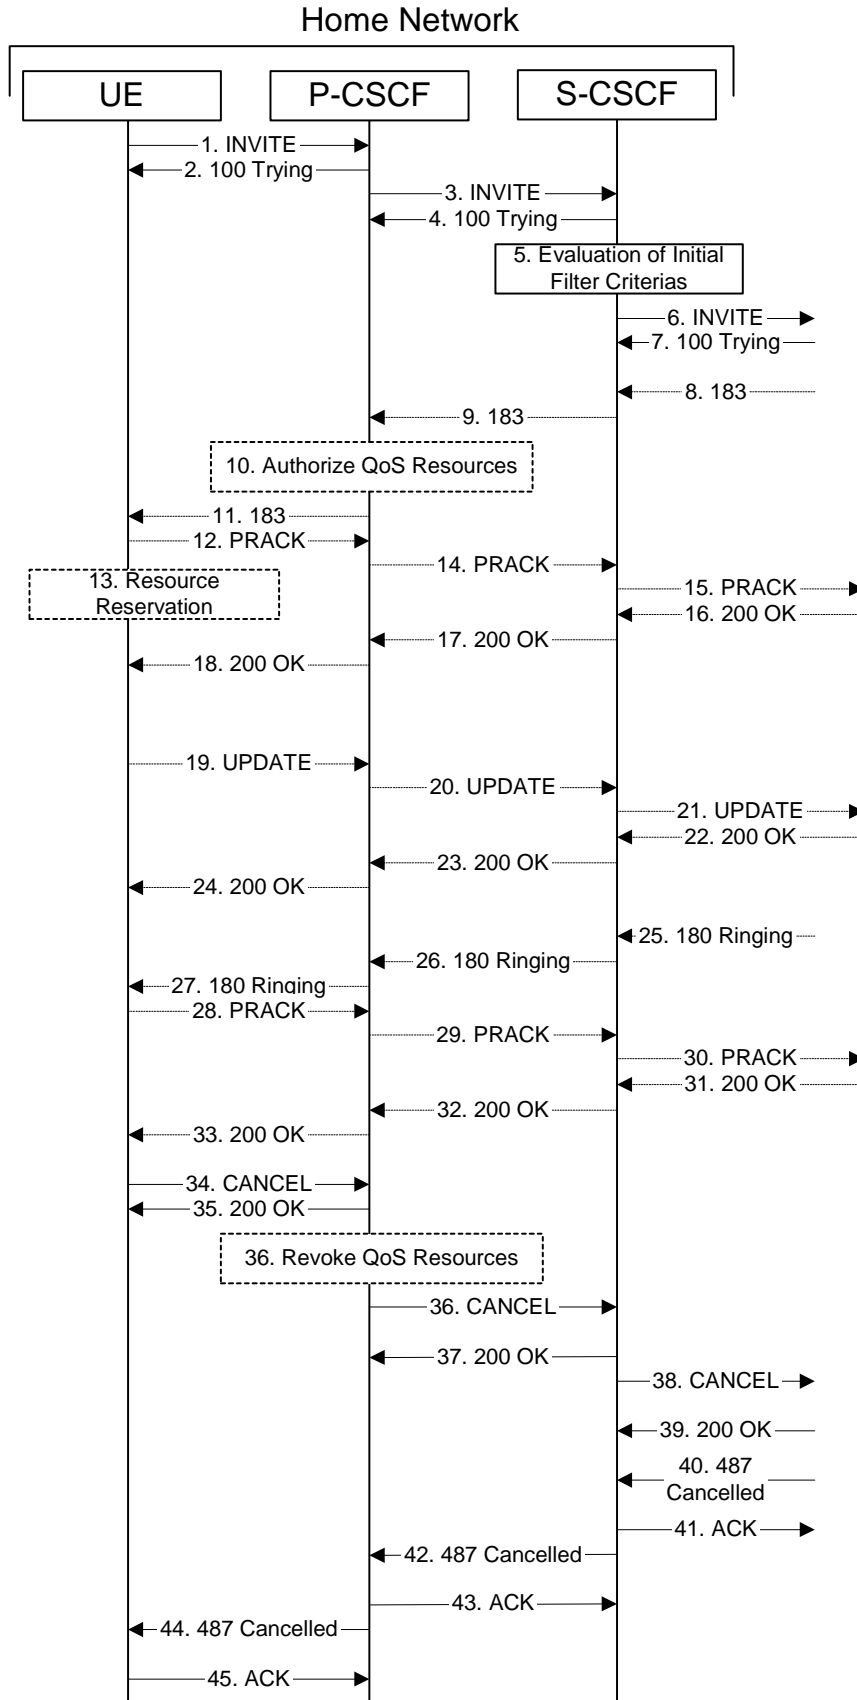 Home Network
UE
P-CSCF
S-CSCF
1. INVITE
2. 100 Trying
3. INVITE
4. 100 Trying
5. Evaluation of Initial
Filter Criterias
6. INVITE
7. 100 Trying
8. 183
9. 183
10. Authorize QoS Resources
11. 183
12. PRACK
14. PRACK
13. Resource
Reservation
15. PRACK
16. 200 OK
17. 200 OK
18. 200 OK
19. UPDATE
20. UPDATE
21. UPDATE
22. 200 OK
23. 200 OK
24. 200 OK
25. 180 Ringing
26. 180 Ringing
27. 180 Ringing
28. PRACK
29. PRACK
30. PRACK
31. 200 OK
32. 200 OK
33. 200 OK
34. CANCEL
35. 200 OK
36. Revoke QoS Resources
36. CANCEL
37. 200 OK
38. CANCEL
39. 200 OK
40. 487
Cancelled
41. ACK
42. 487 Cancelled
43. ACK
44. 487 Cancelled
45. ACK